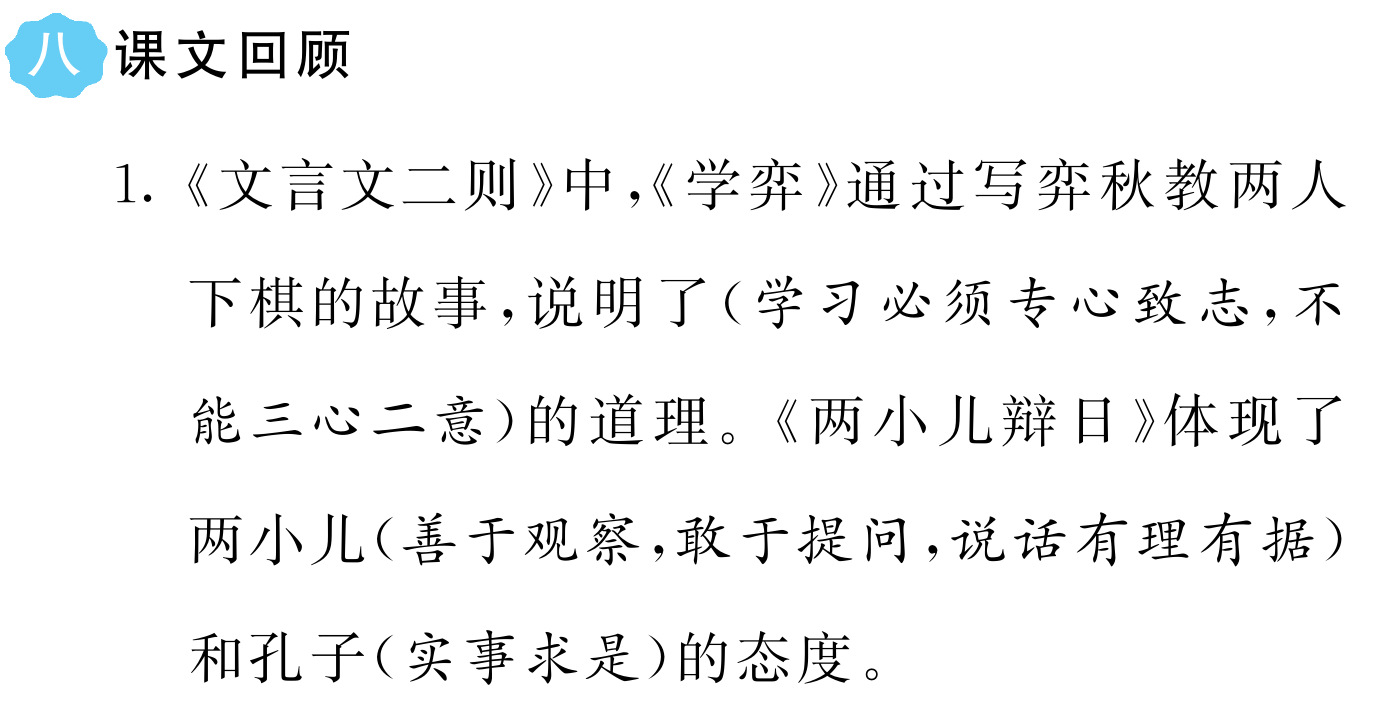 八 课文回顾
1.《文言文二则》中,《学弈》通过写弈秋教两人
下棋的故事,说明了(学习必须专心致志,不
能三心二意)的道理。《两小儿辩日》体现了
两小儿(善于观察,敢于提问,说话有理有据)
和孔子(实事求是)的态度。